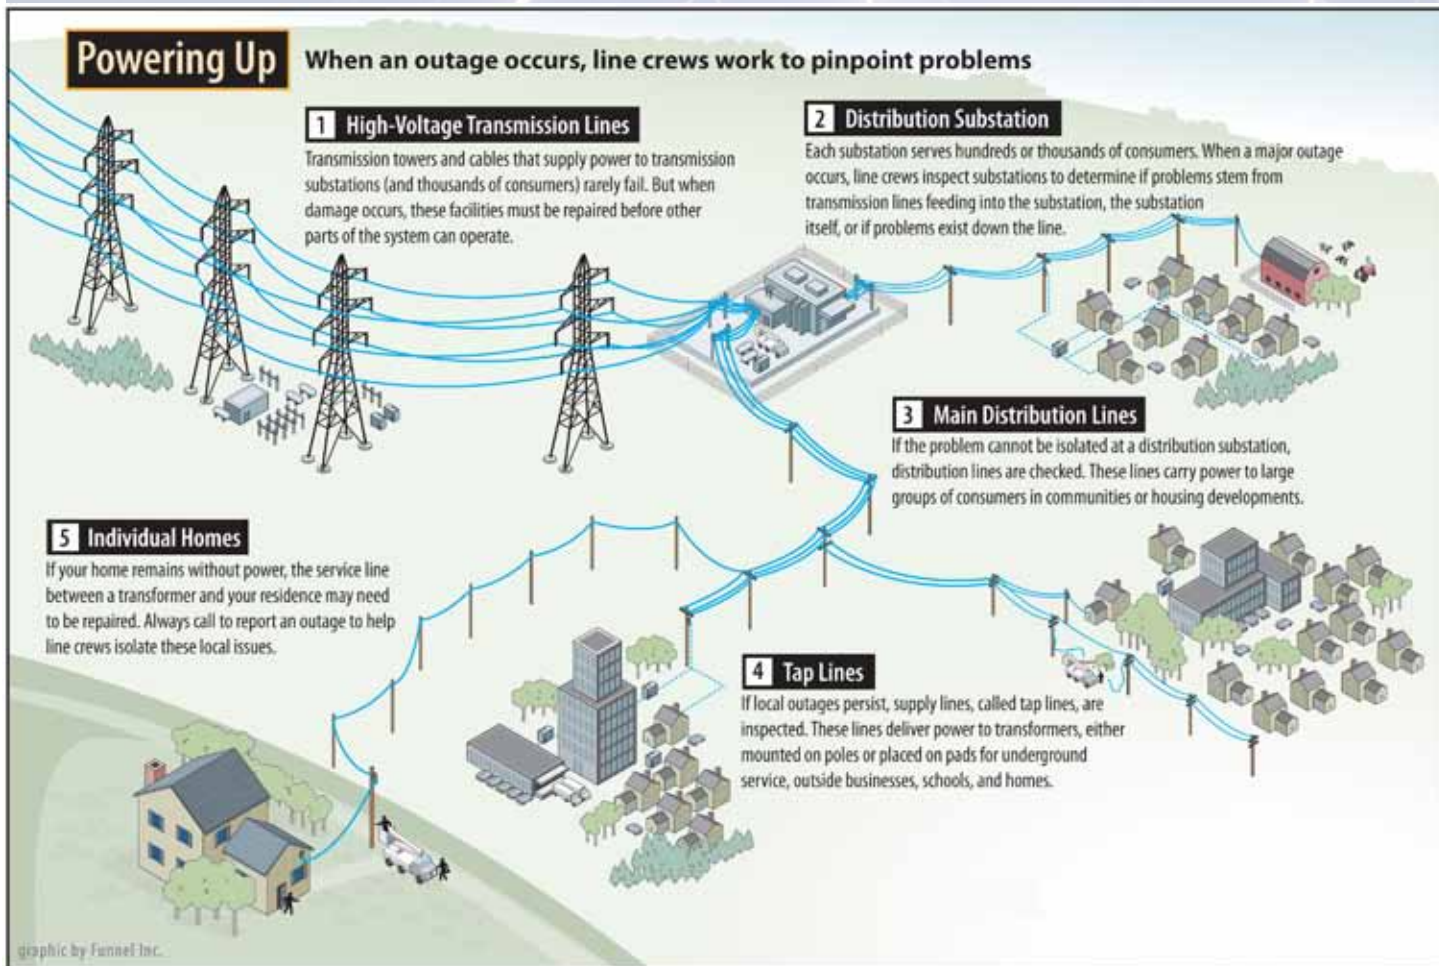 Powering Up
When an outage occurs, line crews work to pinpoint problems
1 High-Voltage Transmission Lines
Transmission towers and cables that supply power to transmission
substations (and thousands of consumers) rarely fail. But when
damage occurs, these facilities must be repaired before other
parts of the system can operate.
2 Distribution Substation
Each substation serves hundreds or thousands of consumers. When a major outage
occurs, line crews inspect substations to determine if problems stem from
transmission lines feeding into the substation, the substation
itself, or if problems exist down the line.
3 Main Distribution Lines
If the problem cannot be isolated at a distribution substation,
distribution lines are checked. These lines carry power to large
groups of consumers in communities or housing developments.
4 Tap Lines
If local outages persist, supply lines, called tap lines, are
inspected. These lines deliver power to transformers, either
mounted on poles or placed on pads for underground
service, outside businesses, schools, and homes.
5 Individual Homes
If your home remains without power, the service line
between a transformer and your residence may need
to be repaired. Always call to report an outage to help
line crews isolate these local issues.
graphic by Funnel Inc.